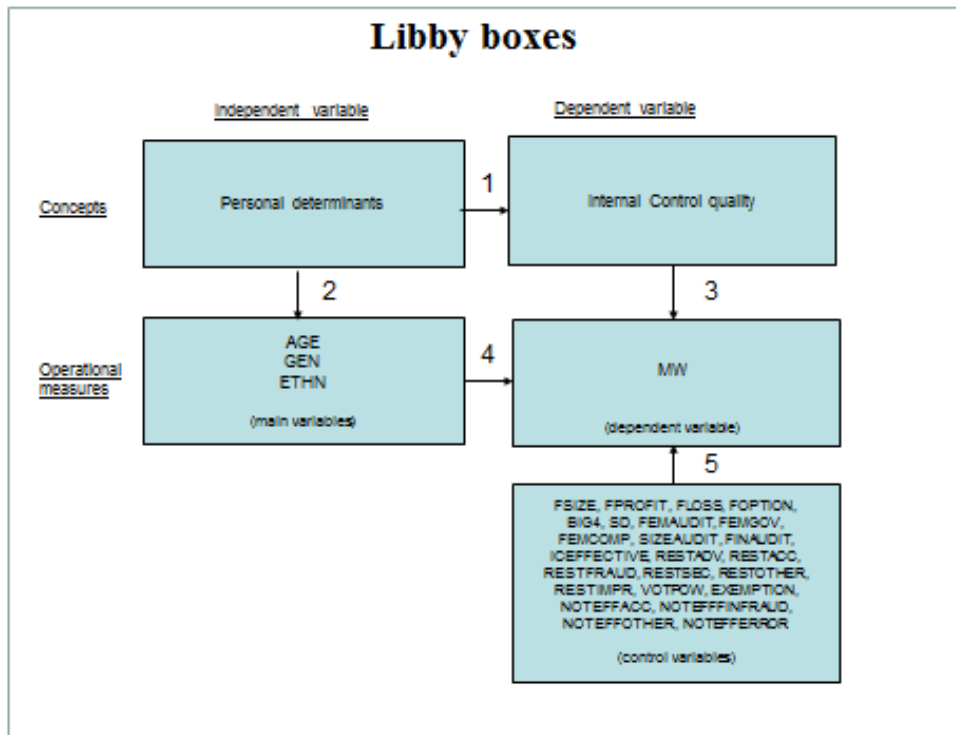 Libby boxes
Independent variable
Dependent variable
Concepts
Personal determinants
1
Internal Control quality
2
3
Operational
measures
AGE
GEN
ETHN
(main variables)
4
MW
(dependent variable)
5
FSIZE, FPROFIT, FLOSS, FOPTION,
BIG4, SD, FEMAUDIT, FEMGOV,
FEMCOMP, SIZEAUDIT, FINAUDIT,
ICEFFECTIVE, RESTADV, RESTACC,
RESTFRAUD, RESTSEC, RESTOTHER,
RESTIMPR, VOTPOW, EXEMPTION,
NOTEFFACC, NOTEFFFINFRAUD,
NOTEFFOTHER, NOTEFFERROR
(control variables)